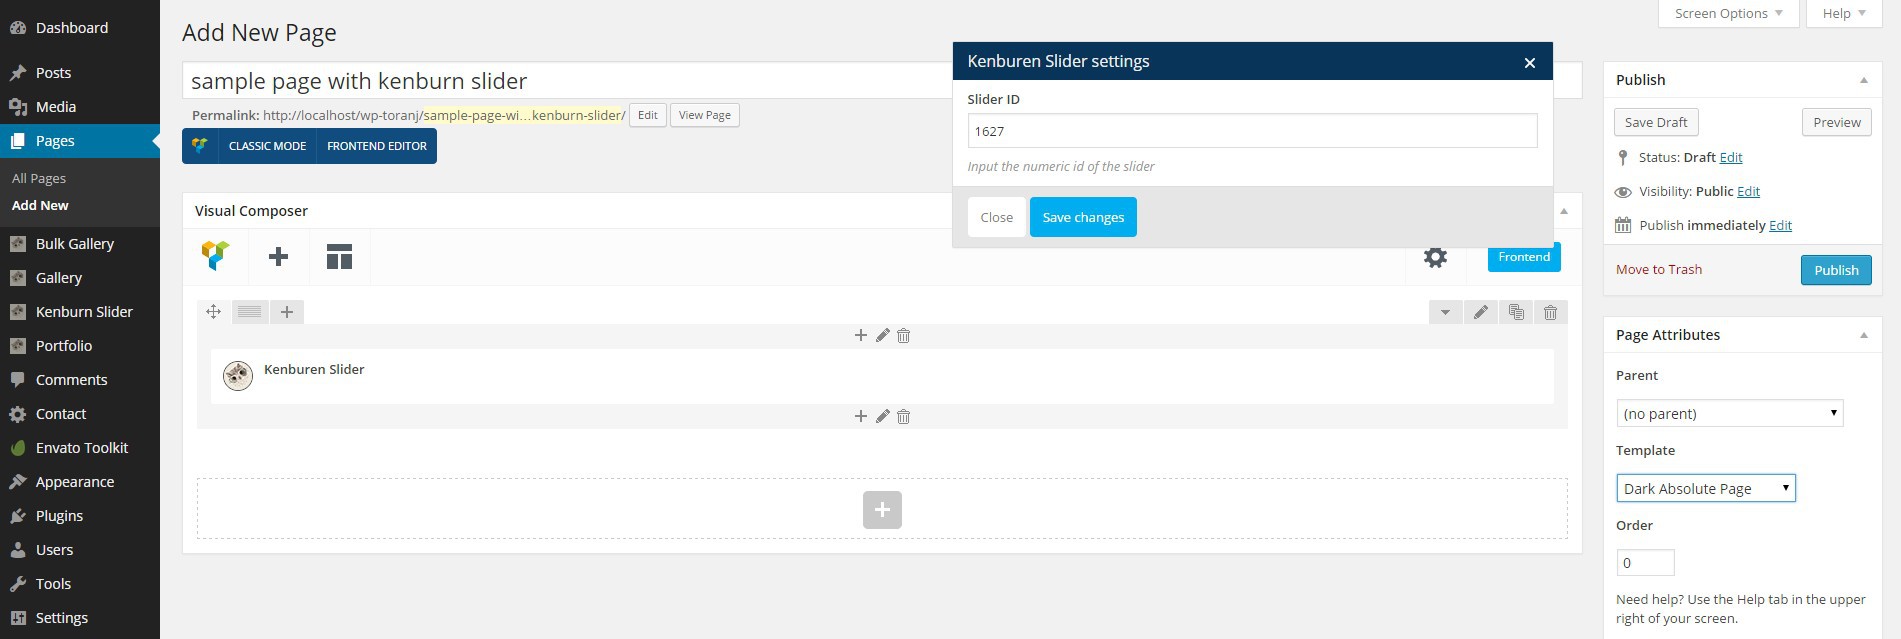 Dashboard
Posts
Media
Pages
All Pages
Add New
Bulk Gallery
Gallery
Kenburn Slider
Portfolio
Comments
Contact
Envato Toolkit
Appearance
Plugins
Users
Tools
Settings
Screen Options
Help
Add New Page
sample page with kenburn slider
Permalink: http://localhost/wp-toranj/sample-page-wi...kenburn-slider/ Edit View Page
CLASSIC MODE FRONTEND EDITOR
Visual Composer
Frontend
Kenburen Slider
Kenburen Slider settings
Slider ID
1627
Input the numeric id of the slider
Close Save changes
Publish
Save Draft Preview
Status: Draft Edit
Visibility: Public Edit
Publish immediately Edit
Move to Trash Publish
Page Attributes
Parent
(no parent)
Template
Dark Absolute Page
Order
0
Need help? Use the Help tab in the upper
right of your screen.